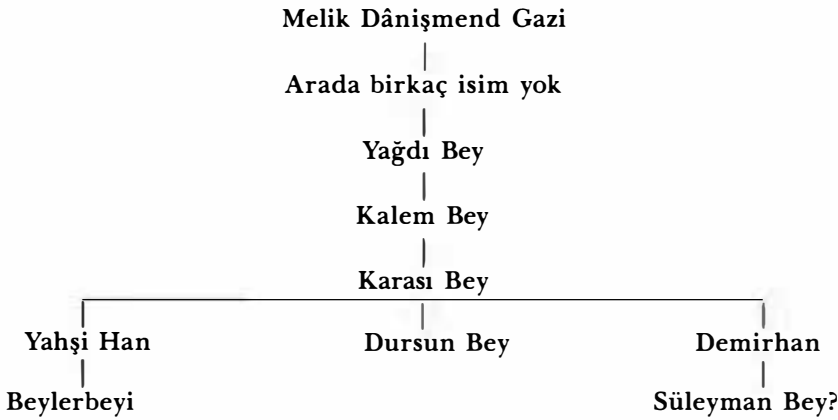 Melik Dânişmend Gazi
Arada birkaç isim yok
Yağdı Bey
Kalem Bey
Karası Bey
Yahşi Han Dursun Bey Demirhan
Beylerbeyi Süleyman Bey?